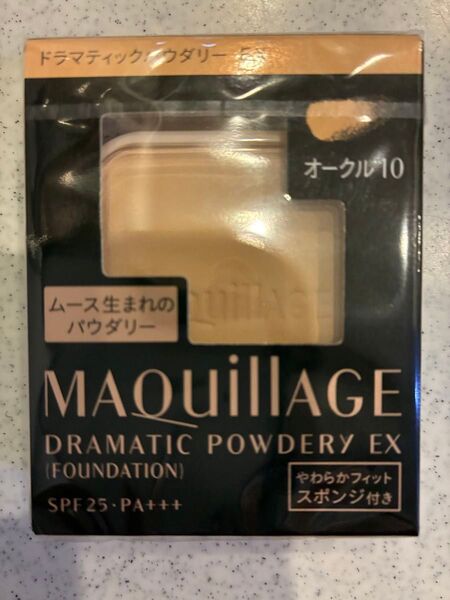 ドラマティックパウダリー EX
オークル10
MAQuillAGE
ムース生まれの
パウダリー
MAQuillAGE
DRAMATIC POWDERY EX
(FOUNDATION)
やわらかフィット
スポンジ付き
SPF25・PA+++